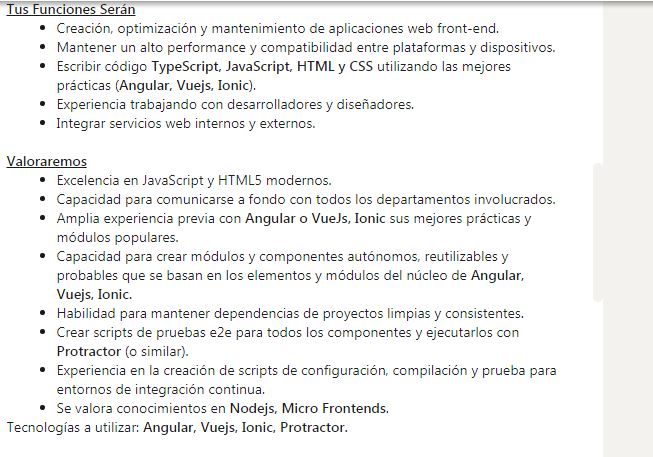 Tus Funciones Serán
• Creación, optimización y mantenimiento de aplicaciones web front-end.
• Mantener un alto performance y compatibilidad entre plataformas y dispositivos.
• Escribir código TypeScript, JavaScript, HTML y CSS utilizando las mejores
prácticas (Angular, Vuejs, Ionic).
• Experiencia trabajando con desarrolladores y diseñadores.
• Integrar servicios web internos y externos.
Valoraremos
• Excelencia en JavaScript y HTML5 modernos.
• Capacidad para comunicarse a fondo con todos los departamentos involucrados.
• Amplia experiencia previa con Angular o VueJs, Ionic sus mejores prácticas y
módulos populares.
• Capacidad para crear módulos y componentes autónomos, reutilizables y
probables que se basan en los elementos y módulos del núcleo de Angular,
Vuejs, Ionic.
• Habilidad para mantener dependencias de proyectos limpias y consistentes.
• Crear scripts de pruebas e2e para todos los componentes y ejecutarlos con
Protractor (o similar).
• Experiencia en la creación de scripts de configuración, compilación y prueba para
entornos de integración continua.
• Se valora conocimientos en Nodejs, Micro Frontends.
Tecnologías a utilizar: Angular, Vuejs, Ionic, Protractor.